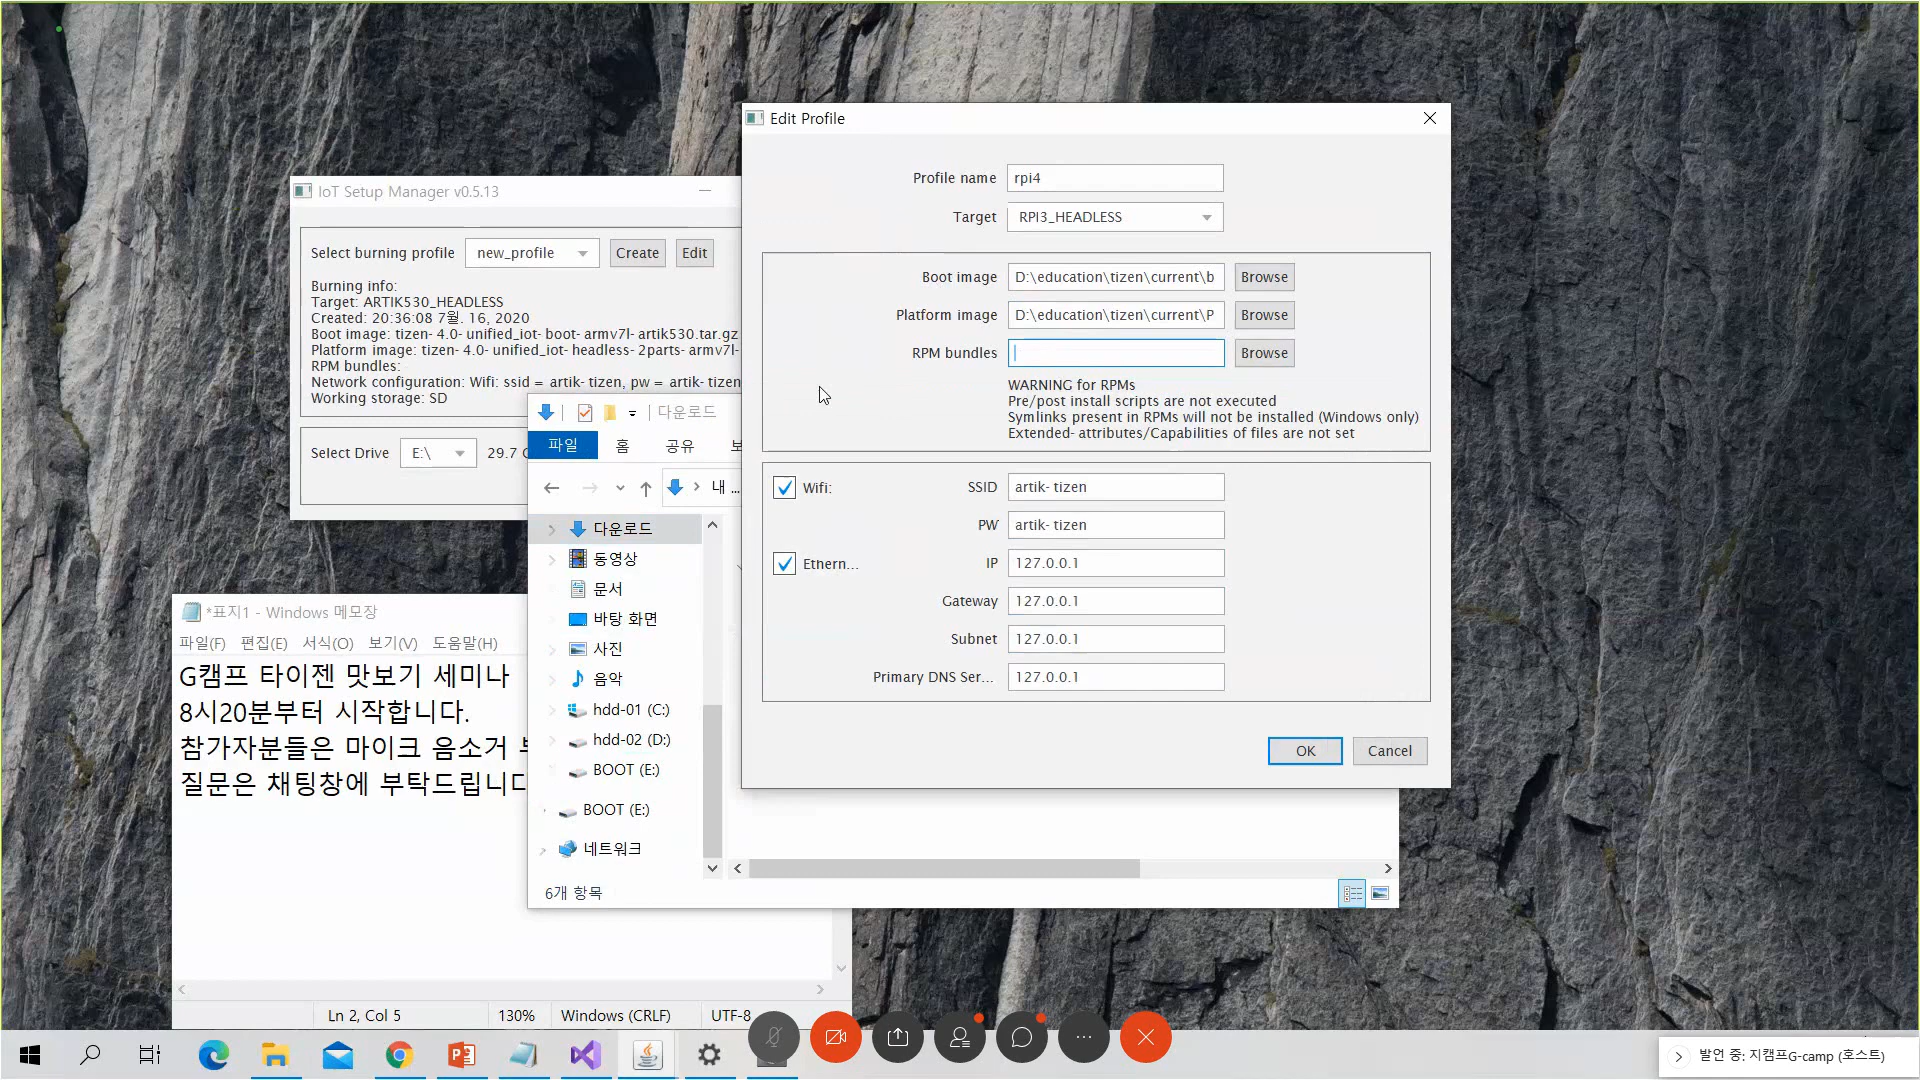 Edit Profile
Profile name rpi4
Target RPI3_HEADLESS
Boot image D:\education\tizen\current\b Browse
Platform image D:\education\tizen\current\P Browse
RPM bundles Browse
WARNING for RPMs
Pre/post install scripts are not executed
Symlinks present in RPMs will not be installed (Windows only)
Extended- attributes/Capabilities of files are not set
Wifi: SSID artik- tizen
PW artik- tizen
Ethern... IP 127.0.0.1
Gateway 127.0.0.1
Subnet 127.0.0.1
Primary DNS Ser... 127.0.0.1
OK Cancel
IoT Setup Manager v0.5.13
Select burning profile new_profile Create Edit
Burning info:
Target: ARTIK530_HEADLESS
Created: 20:36:08 7월. 16, 2020
Boot image: tizen- 4.0- unified_iot- boot- armv7l- artik530.tar.gz
Platform image: tizen- 4.0- unified_iot- headless- 2parts- armv7l-
RPM bundles:
Network configuration: Wifi: ssid = artik- tizen, pw = artik- tizen
Working storage: SD
Select Drive E:\ 29.7
다운로드
파일 홈 공유
내 ...
다운로드
동영상
문서
바탕 화면
사진
음악
hdd-01 (C:)
hdd-02 (D:)
BOOT (E:)
BOOT (E:)
네트워크
6개 항목
*표지1 - Windows 메모장
파일(F) 편집(E) 서식(O) 보기(V) 도움말(H)
G캠프 타이젠 맛보기 세미나
8시20분부터 시작합니다.
참가자분들은 마이크 음소거
질문은 채팅창에 부탁드립니다
Ln 2, Col 5 130% Windows (CRLF) UTF-8
발언 중: 지캠프G-camp (호스트)